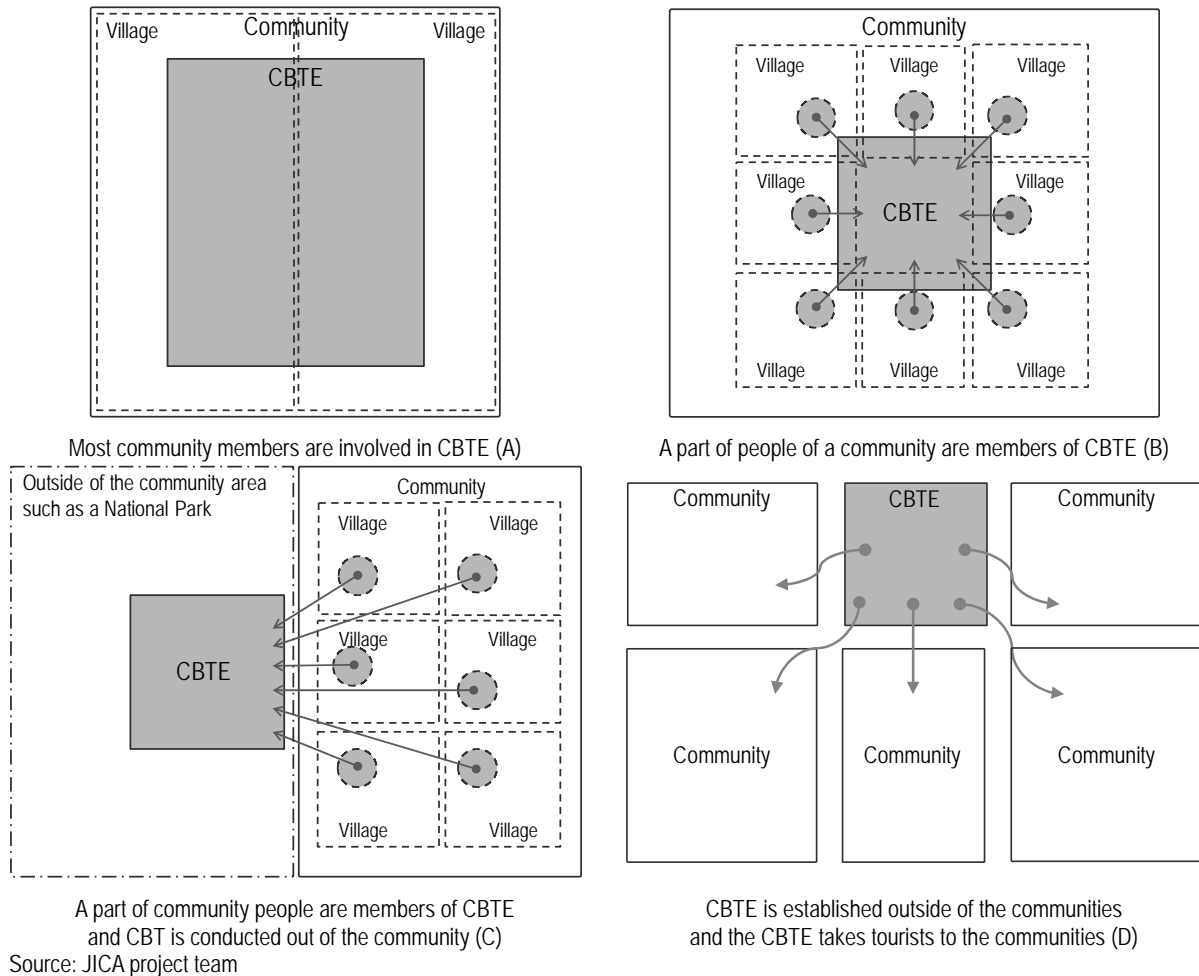 Community
Village
Village
CBTE
Most community members are involved in CBTE (A)
Community
Village
Village
Village
Village
CBTE
Village
Village
Village
Village
A part of people of a community are members of CBTE (B)
Outside of the community area
such as a National Park
Community
Village
Village
Village
Village
CBTE
Village
Village
A part of community people are members of CBTE
and CBT is conducted out of the community (C)
Community
CBTE
Community
Community
Community
Community
CBTE is established outside of the communities
and the CBTE takes tourists to the communities (D)
Source: JICA project team